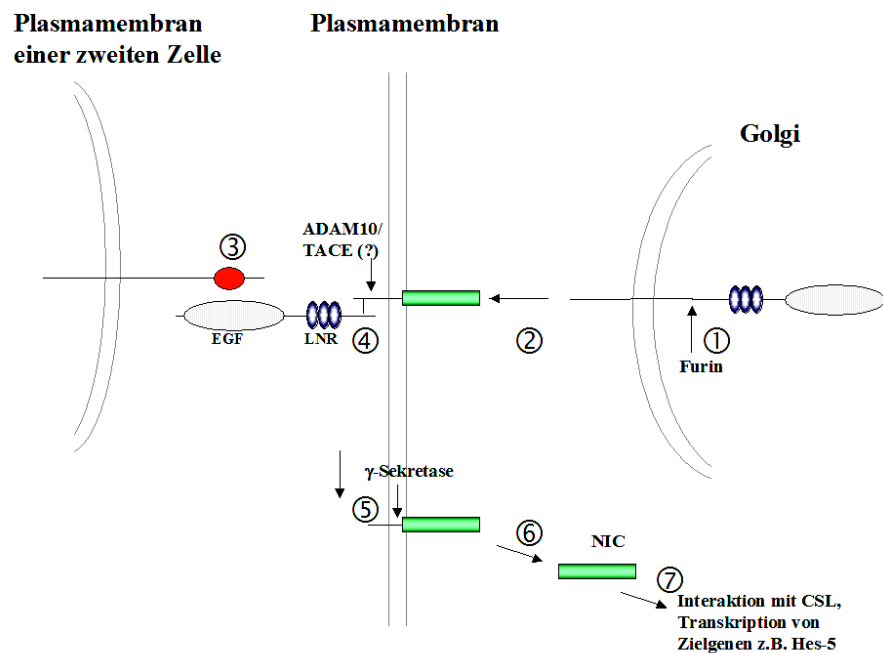 Plasmamembran
einer zweiten Zelle
Plasmamembran
Golgi
ADAM10/
TACE (?)
③
EGF
LNR
④
②
①
Furin
γ-Sekretase
⑤
⑥
NIC
⑦
Interaktion mit CSL,
Transkription von
Zielgenen z.B. Hes-5